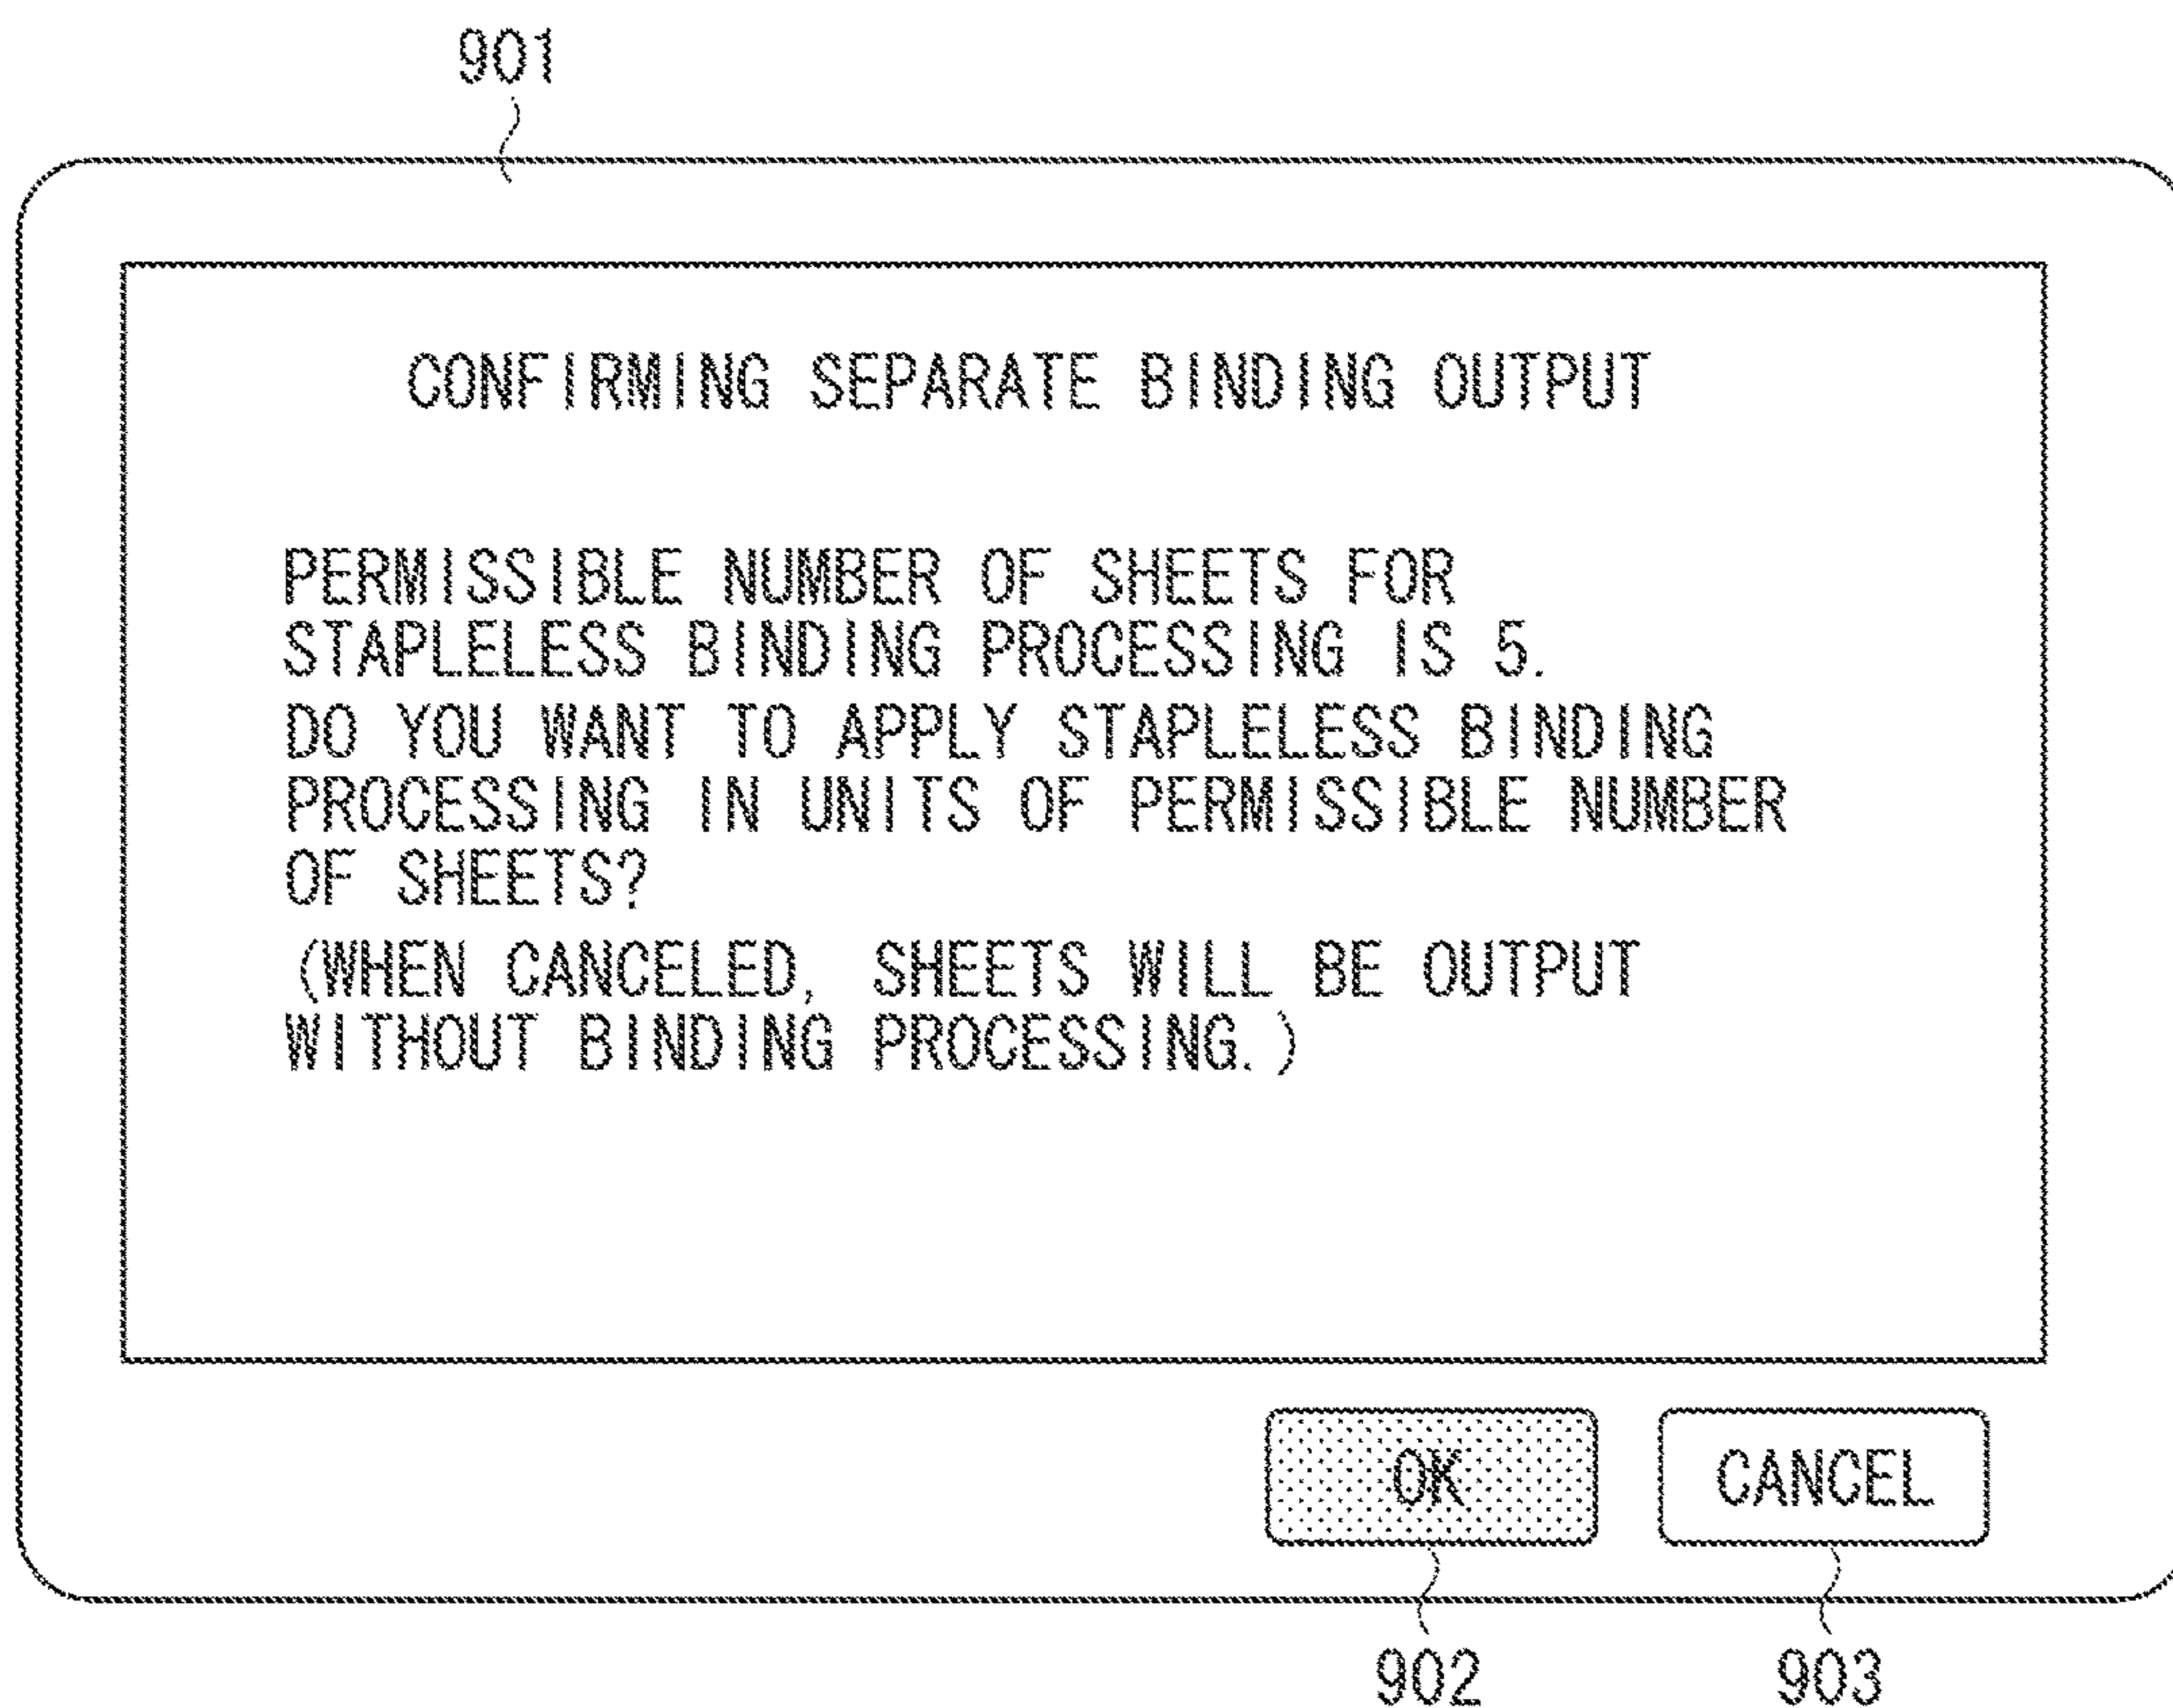 901
CONFIRMING SEPARATE BINDING OUTPUT
PERMISSIBLE NUMBER OF SHEETS FOR
STAPLELESS BINDING PROCESSING IS 5.
DO YOU WANT TO APPLY STAPLELESS BINDING
PROCESSING IN UNITS OF PERMISSIBLE NUMBER
OF SHEETS?
(WHEN CANCELED, SHEETS WILL BE OUTPUT
WITHOUT BINDING PROCESSING.)
OK CANCEL
902 903